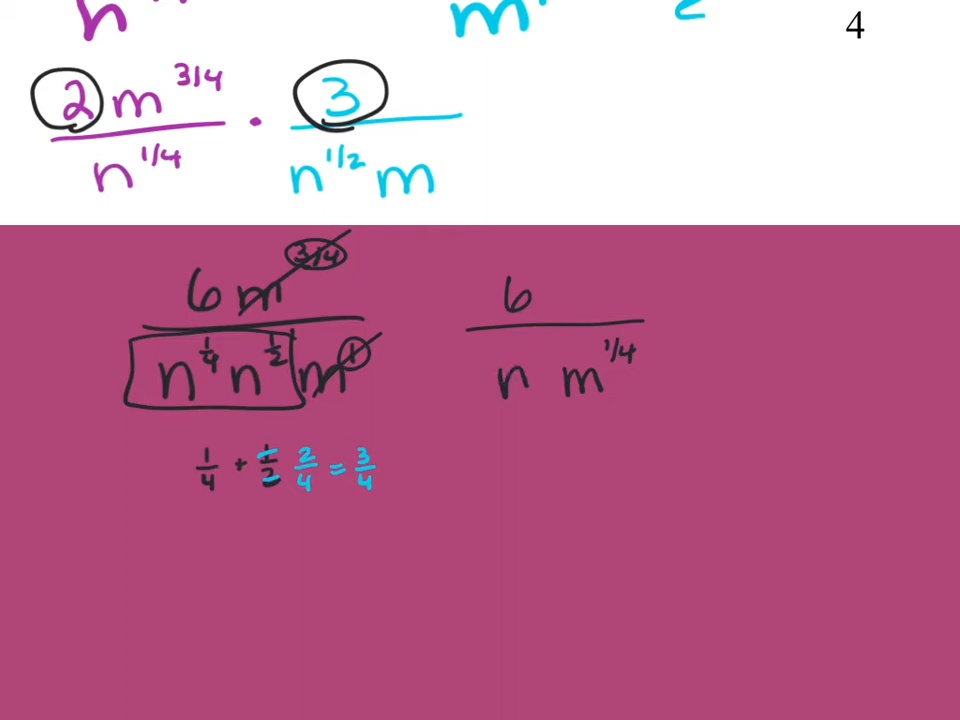 4
2m^3/4 / n^1/4 · 3 / n^1/2 m
6m^3/4 / n^1/4 n^1/2 m^1
6 / n m^1/4
1/4 + 1/2 2/4 = 3/4